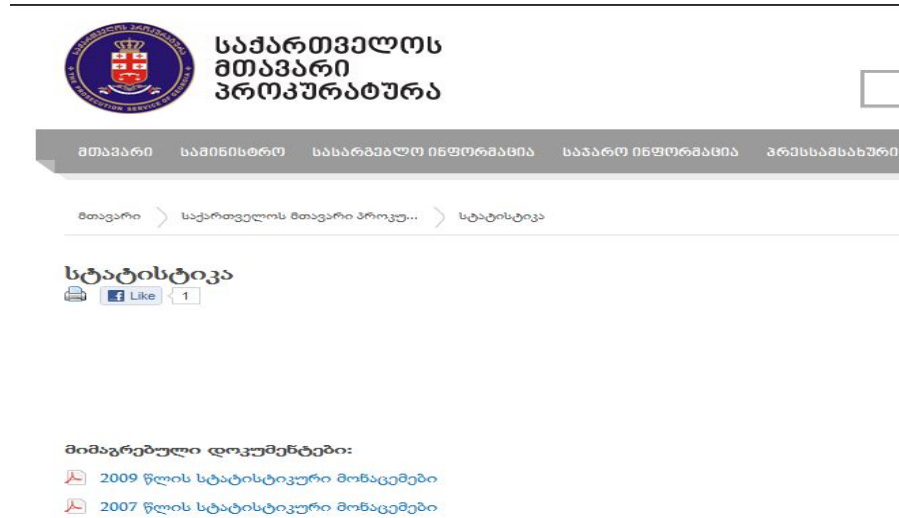 საქართველოს
მთავარი
პროკურატურა
მთავარი სამინისტრო სასარგებლო ინფორმაცია საჯარო ინფორმაცია პრესსამსახური
მთავარი საქართველოს მთავარი პროკუ... სტატისტიკა
სტატისტიკა
Like 1
მიმაგრებული დოკუმენტები:
2009 წლის სტატისტიკური მონაცემები
2007 წლის სტატისტიკური მონაცემები